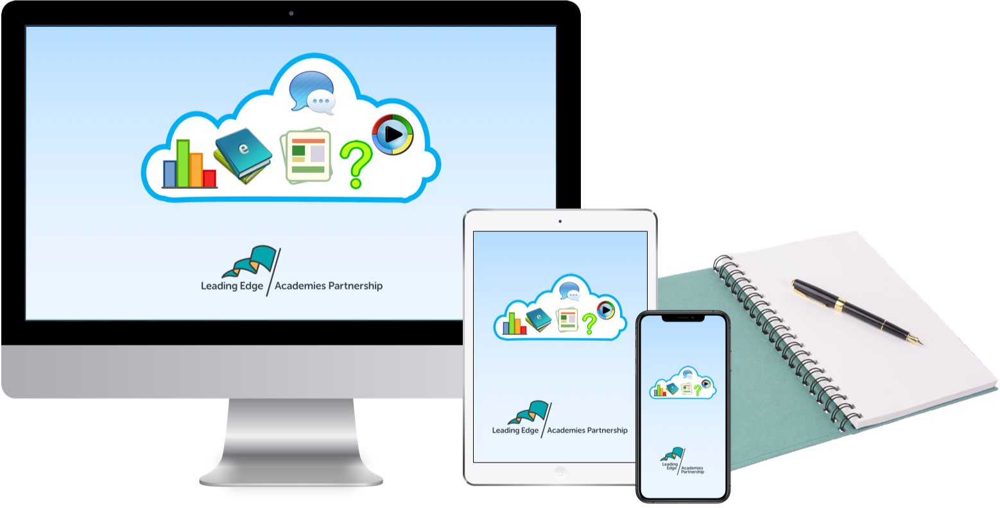 e
?
Leading Edge / Academies Partnership
e
?
Leading Edge / Academies Partnership
?
Leading
Edge / Academies
Partnership